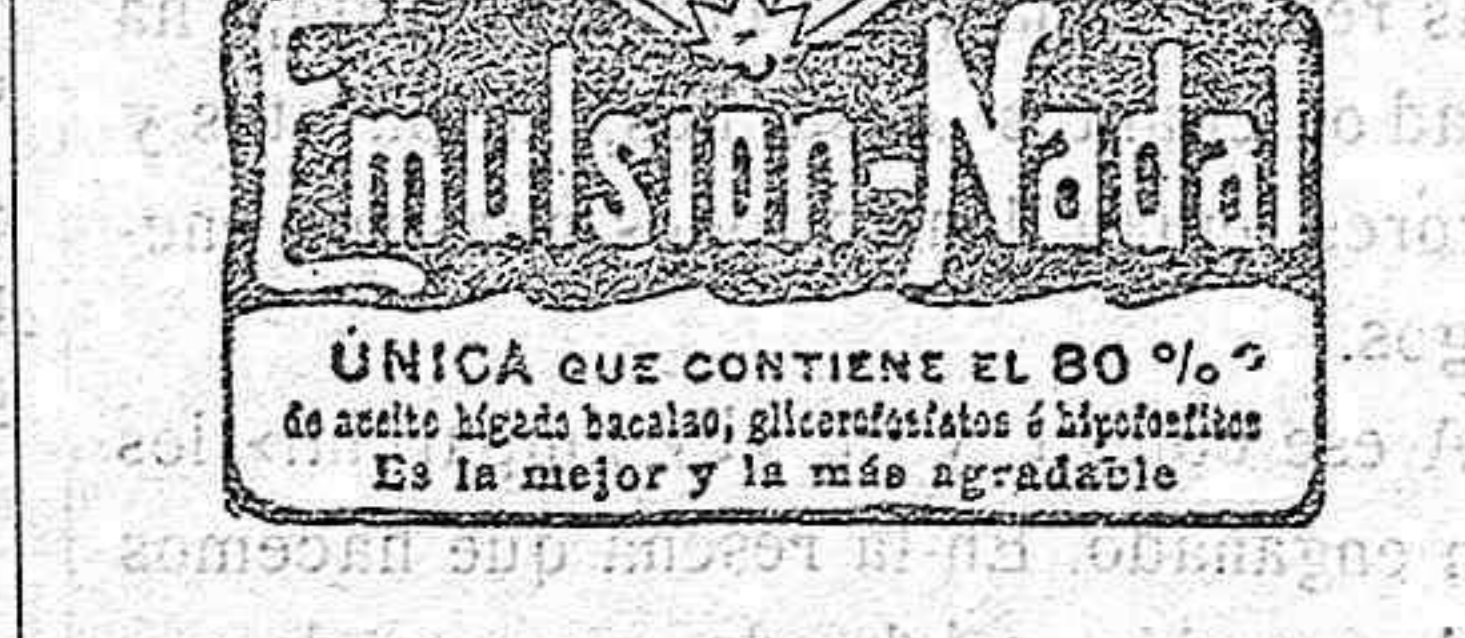 Emulsion-Nadal
ÚNICA QUE CONTIENE EL 80 %
de aceite hígado bacalao; glicerofosfatos é hipofosfitos
Es la mejor y la más agradable